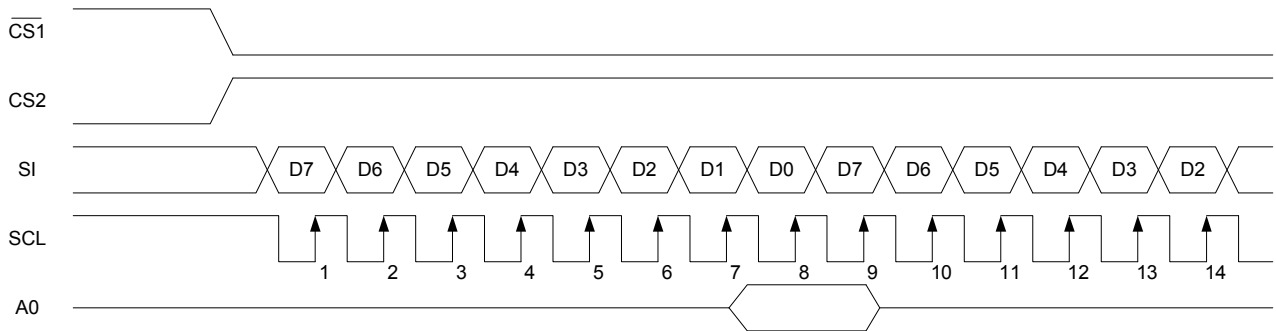 CS1
CS2
SI D7 D6 D5 D4 D3 D2 D1 D0 D7 D6 D5 D4 D3 D2
SCL
1 2 3 4 5 6 7 8 9 10 11 12 13 14
A0